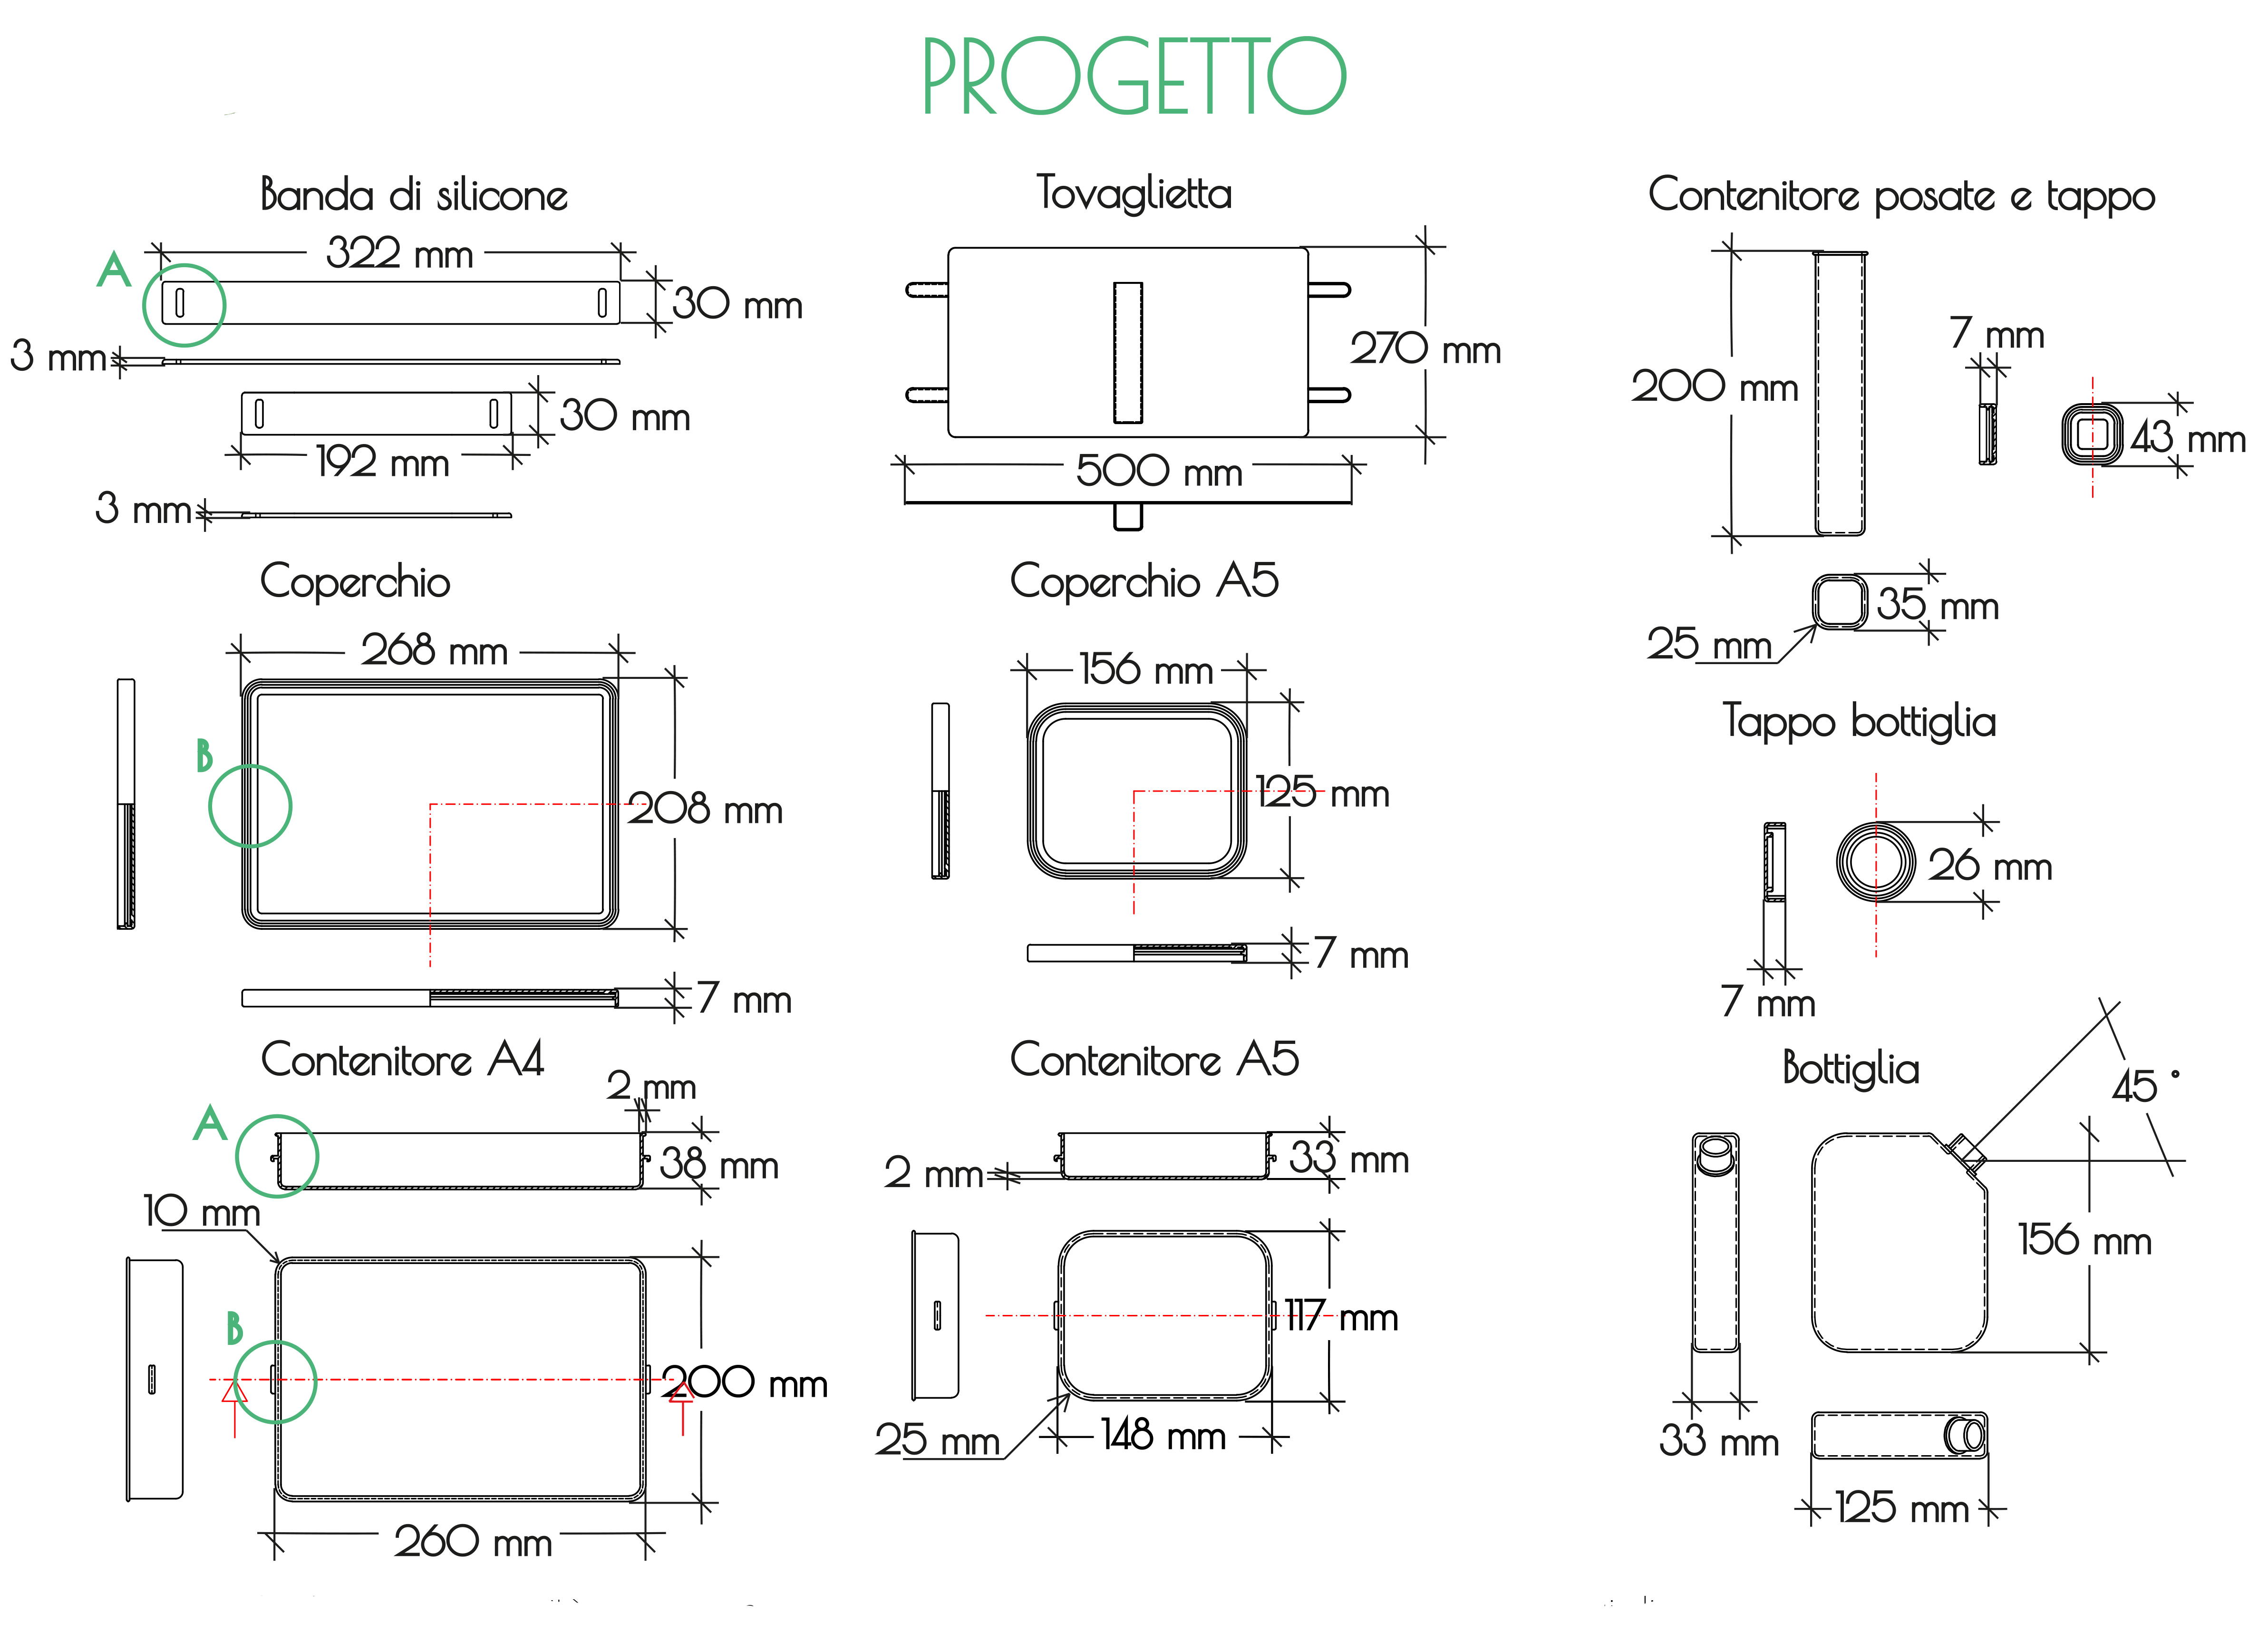 PROGETTO
Banda di silicone
322 mm
A
30 mm
3 mm
30 mm
192 mm
3 mm
Tovaglietta
270 mm
500 mm
Contenitore posate e tappo
200 mm
7 mm
43 mm
35 mm
25 mm
Coperchio
268 mm
B
208 mm
7 mm
Coperchio A5
156 mm
125 mm
7 mm
Tappo bottiglia
26 mm
7 mm
Contenitore A4
2 mm
A
38 mm
10 mm
B
200 mm
260 mm
Contenitore A5
33 mm
2 mm
117 mm
25 mm
148 mm
Bottiglia
45 °
156 mm
33 mm
125 mm